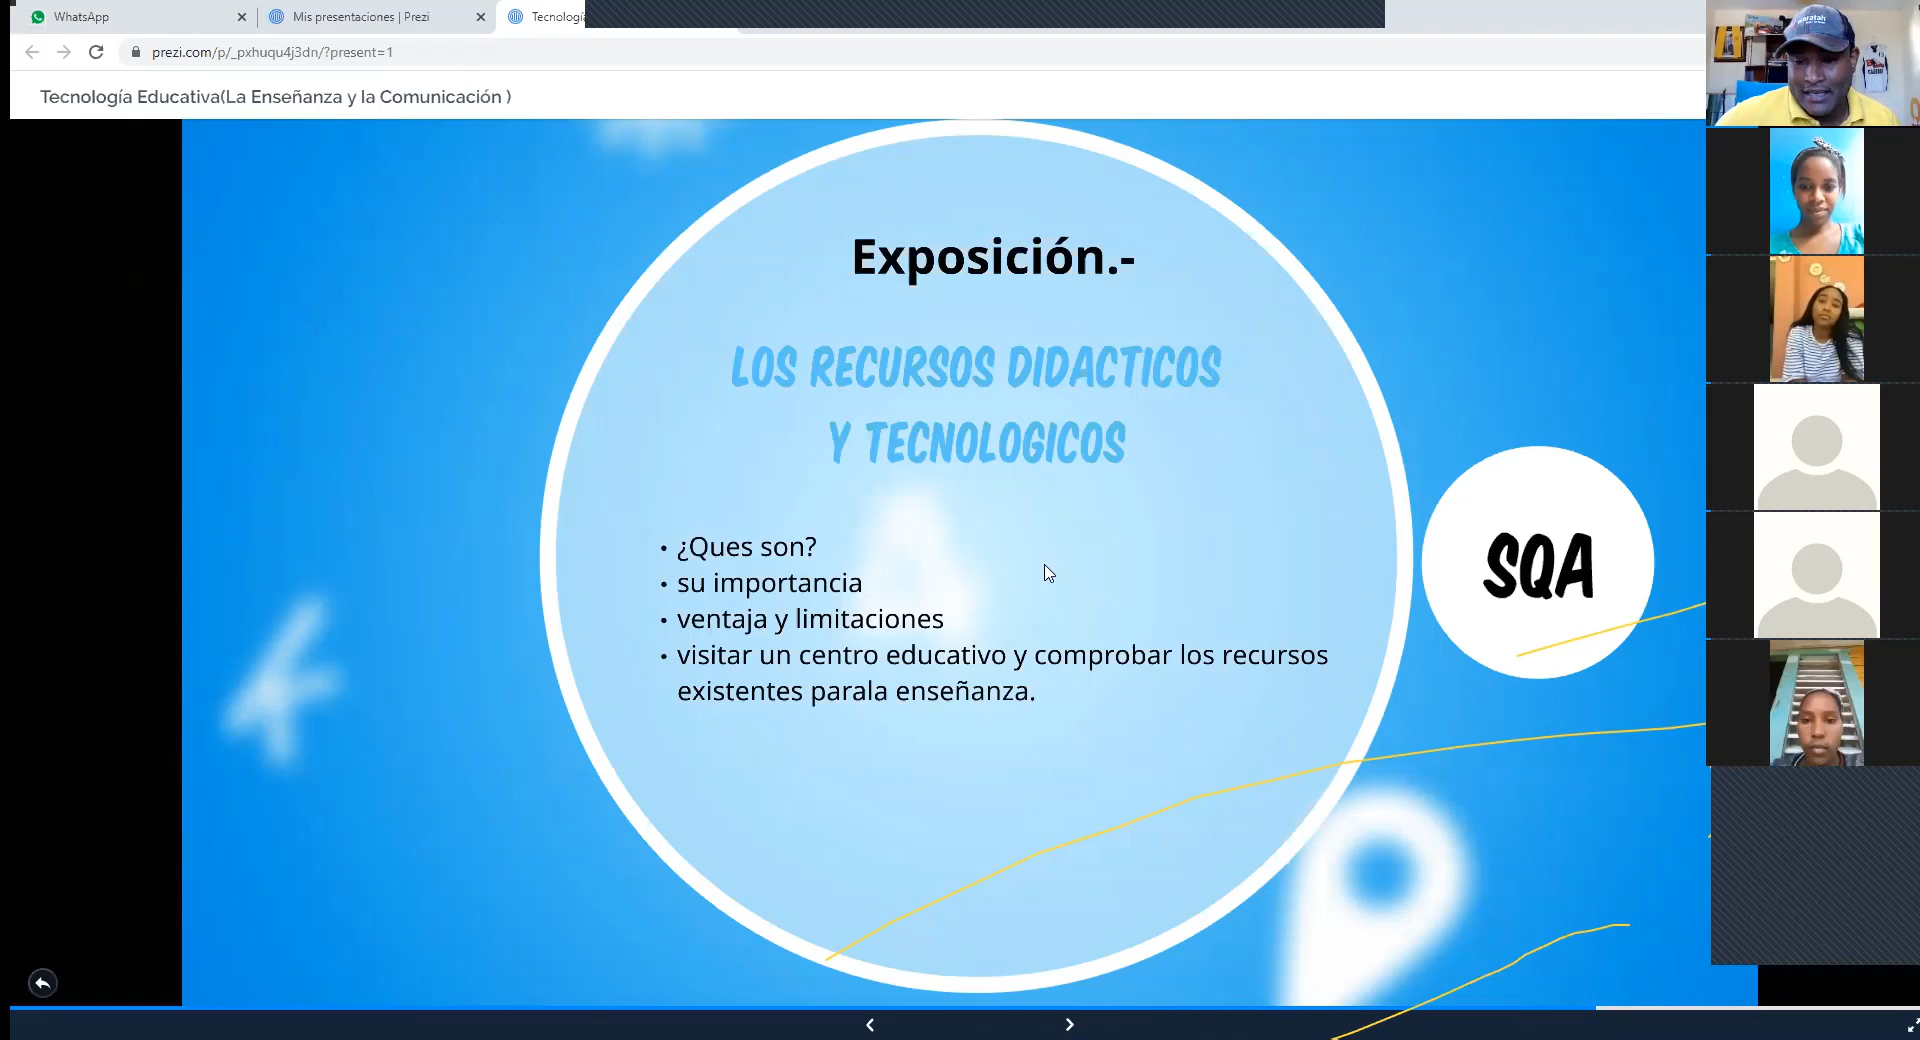 WhatsApp
Mis presentaciones | Prezi
Tecnología
prezi.com/p/_pxhuqu4j3dn/?present=1
Tecnología Educativa(La Enseñanza y la Comunicación )
Exposición.-
LOS RECURSOS DIDACTICOS
Y TECNOLOGICOS
• ¿Ques son?
• su importancia
• ventaja y limitaciones
• visitar un centro educativo y comprobar los recursos
existentes parala enseñanza.
SQA